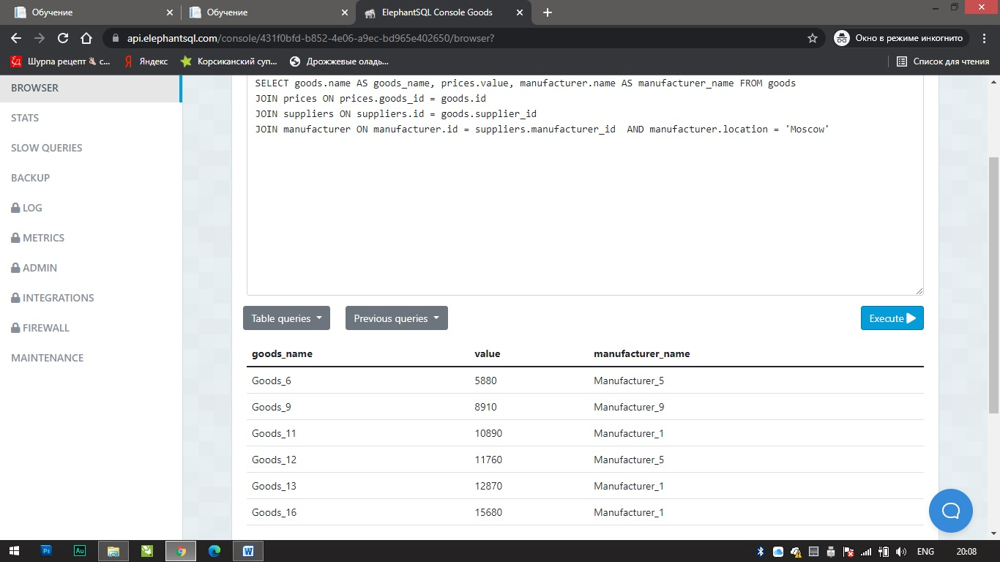 Обучение
Обучение
ElephantSQL Console Goods
api.elephantsql.com/console/431f0bfd-b852-4e06-a9ec-bd965e402650/browser?
Окно в режиме инкогнито
Шурпа рецепт с...
Яндекс
Корсиканский суп...
Дрожжевые оладь...
Список для чтения
BROWSER
STATS
SLOW QUERIES
BACKUP
LOG
METRICS
ADMIN
INTEGRATIONS
FIREWALL
MAINTENANCE
SELECT goods.name AS goods_name, prices.value, manufacturer.name AS manufacturer_name FROM goods
JOIN prices ON prices.goods_id = goods.id
JOIN suppliers ON suppliers.id = goods.supplier_id
JOIN manufacturer ON manufacturer.id = suppliers.manufacturer_id  AND manufacturer.location = 'Moscow'
Table queries
Previous queries
Execute
goods_name value manufacturer_name
Goods_6 5880 Manufacturer_5
Goods_9 8910 Manufacturer_9
Goods_11 10890 Manufacturer_1
Goods_12 11760 Manufacturer_5
Goods_13 12870 Manufacturer_1
Goods_16 15680 Manufacturer_1
Ps
Au
W
ENG
20:08